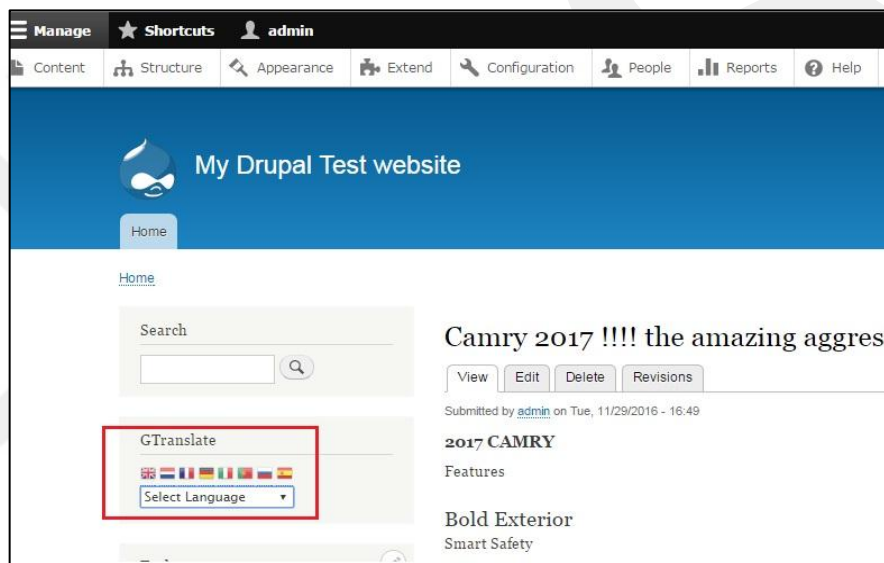 Manage Shortcuts admin
Content Structure Appearance Extend Configuration People Reports Help
My Drupal Test website
Home
Home
Search
GTranslate
Select Language
Camry 2017 !!!! the amazing aggres
View Edit Delete Revisions
Submitted by admin on Tue, 11/29/2016 - 16:49
2017 CAMRY
Features
Bold Exterior
Smart Safety